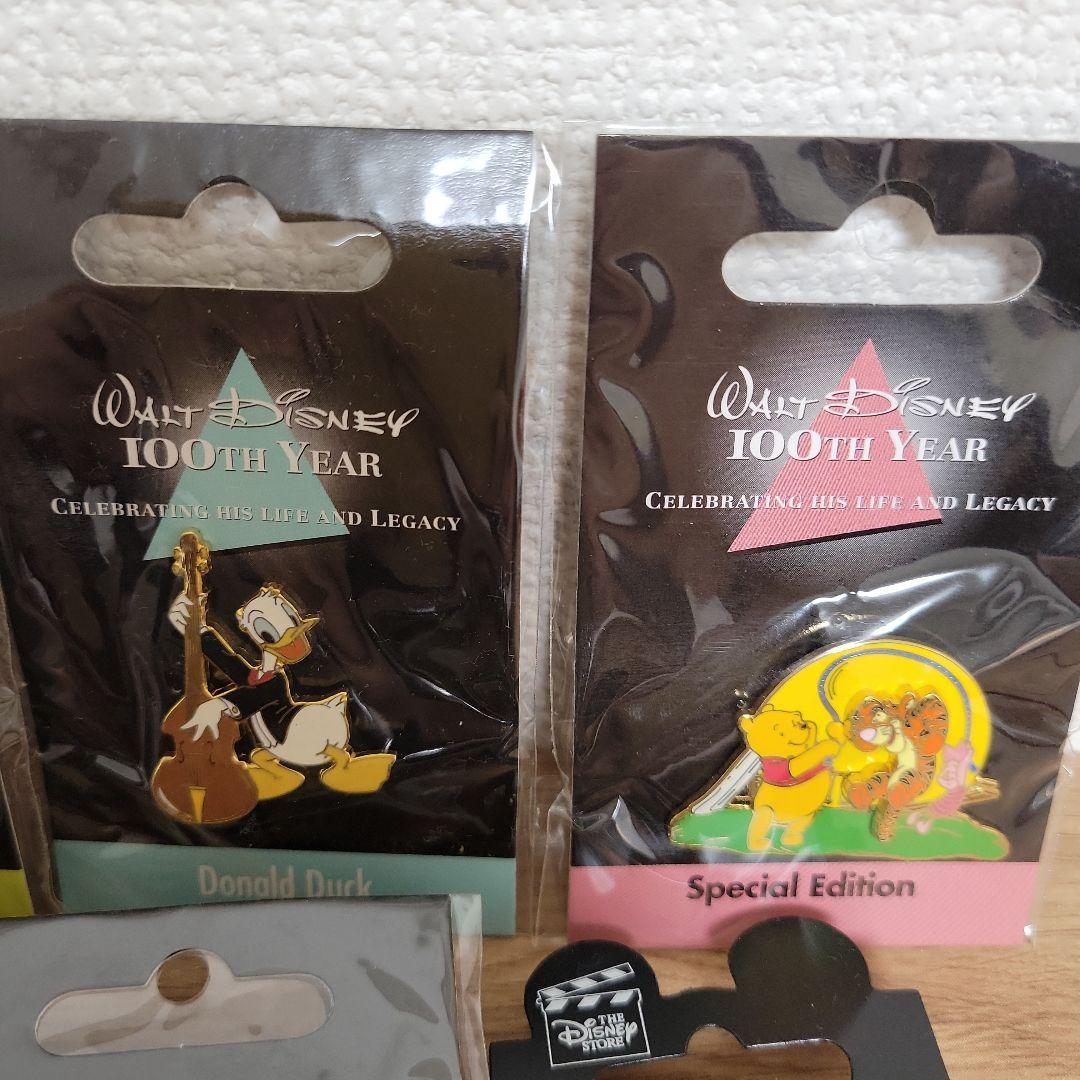 WALT DISNEY
100TH YEAR
CELEBRATING HIS LIFE AND LEGACY
Donald Duck
WALT DISNEY
100TH YEAR
CELEBRATING HIS LIFE AND LEGACY
Special Edition
THE
DISNEY
STORE